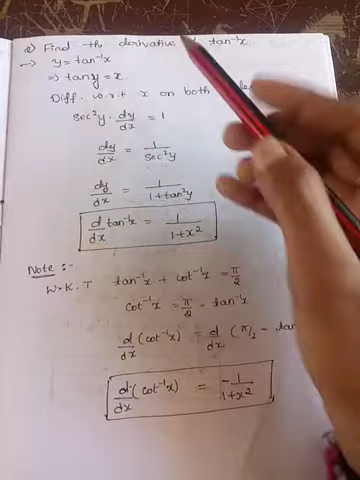 Q) Find the derivative tan⁻¹x.
→ y = tan⁻¹x
⇒ tany = x.
Diff. w.r.t x on both
sec²y · dy/dx = 1
dy/dx = 1/sec²y
dy/dx = 1/1+tan²y
d/dx tan⁻¹x = 1/1+x²
Note :-
W.K.T tan⁻¹x + cot⁻¹x = π/2
cot⁻¹x = π/2 - tan⁻¹x
d/dx (cot⁻¹x) = d/dx (π/2 - tan
d/dx (cot⁻¹x) = -1/1+x²